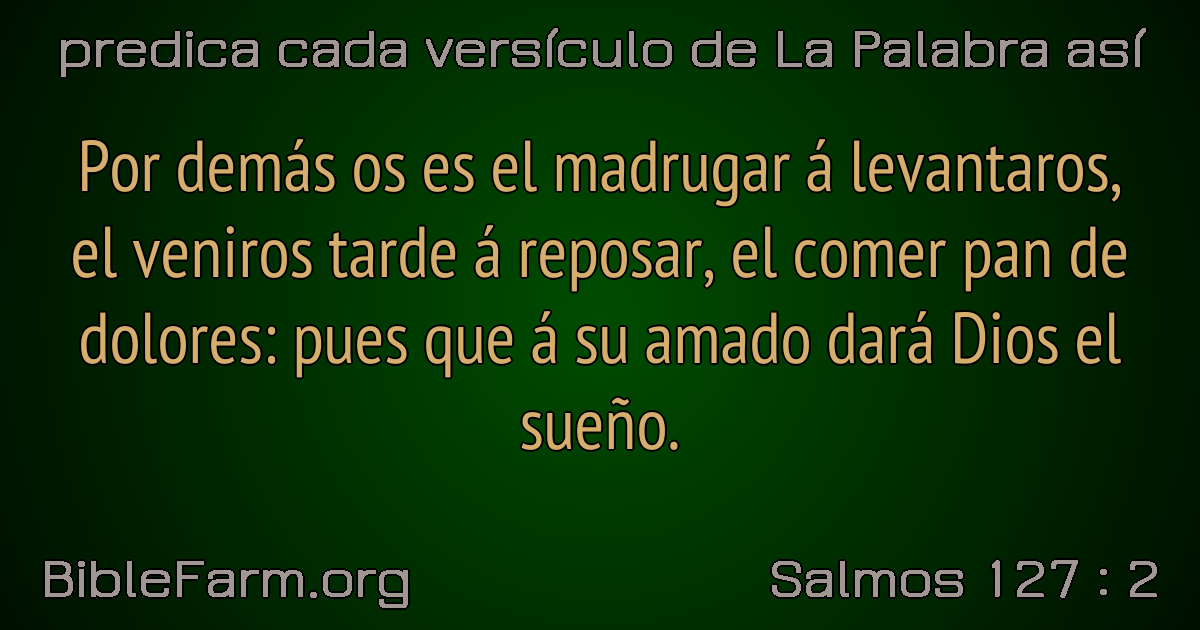 predica cada versículo de La Palabra así
Por demás os es el madrugar á levantaros,
el veniros tarde á reposar, el comer pan de
dolores: pues que á su amado dará Dios el
sueño.
BibleFarm.org
Salmos 127 : 2